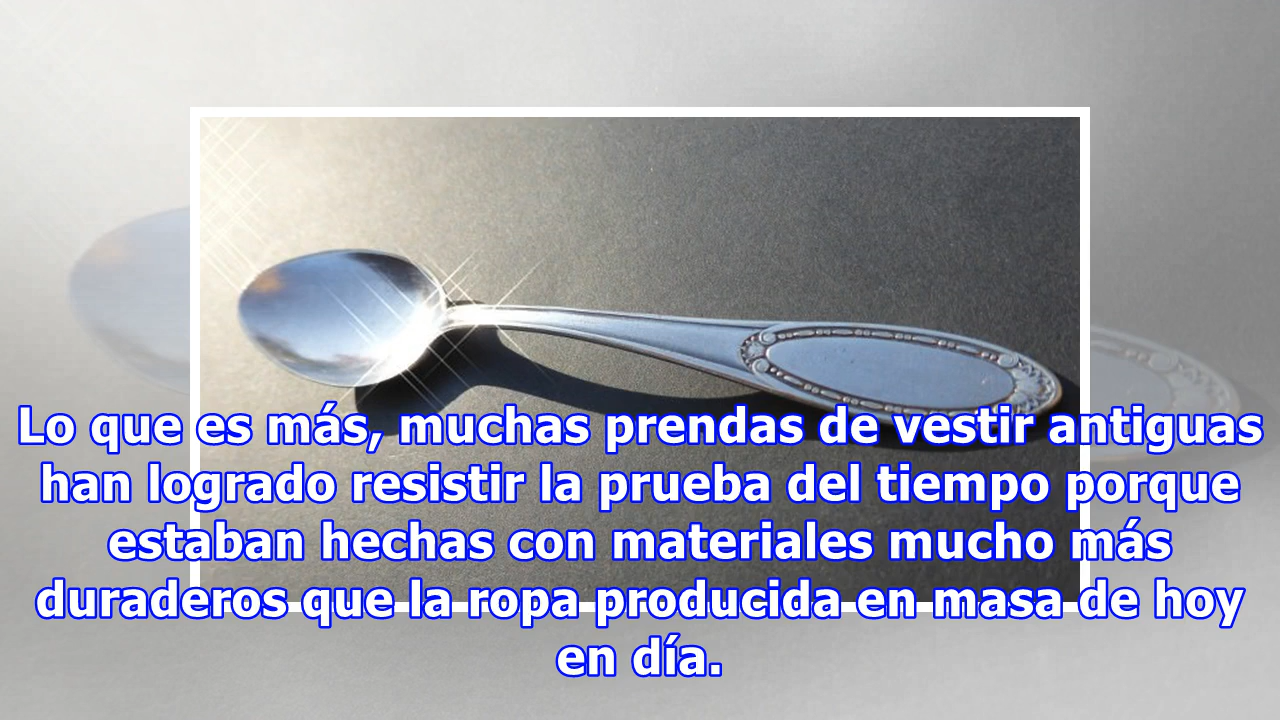 Lo que es más, muchas prendas de vestir antiguas
han logrado resistir la prueba del tiempo porque
estaban hechas con materiales mucho más
duraderos que la ropa producida en masa de hoy
en día.